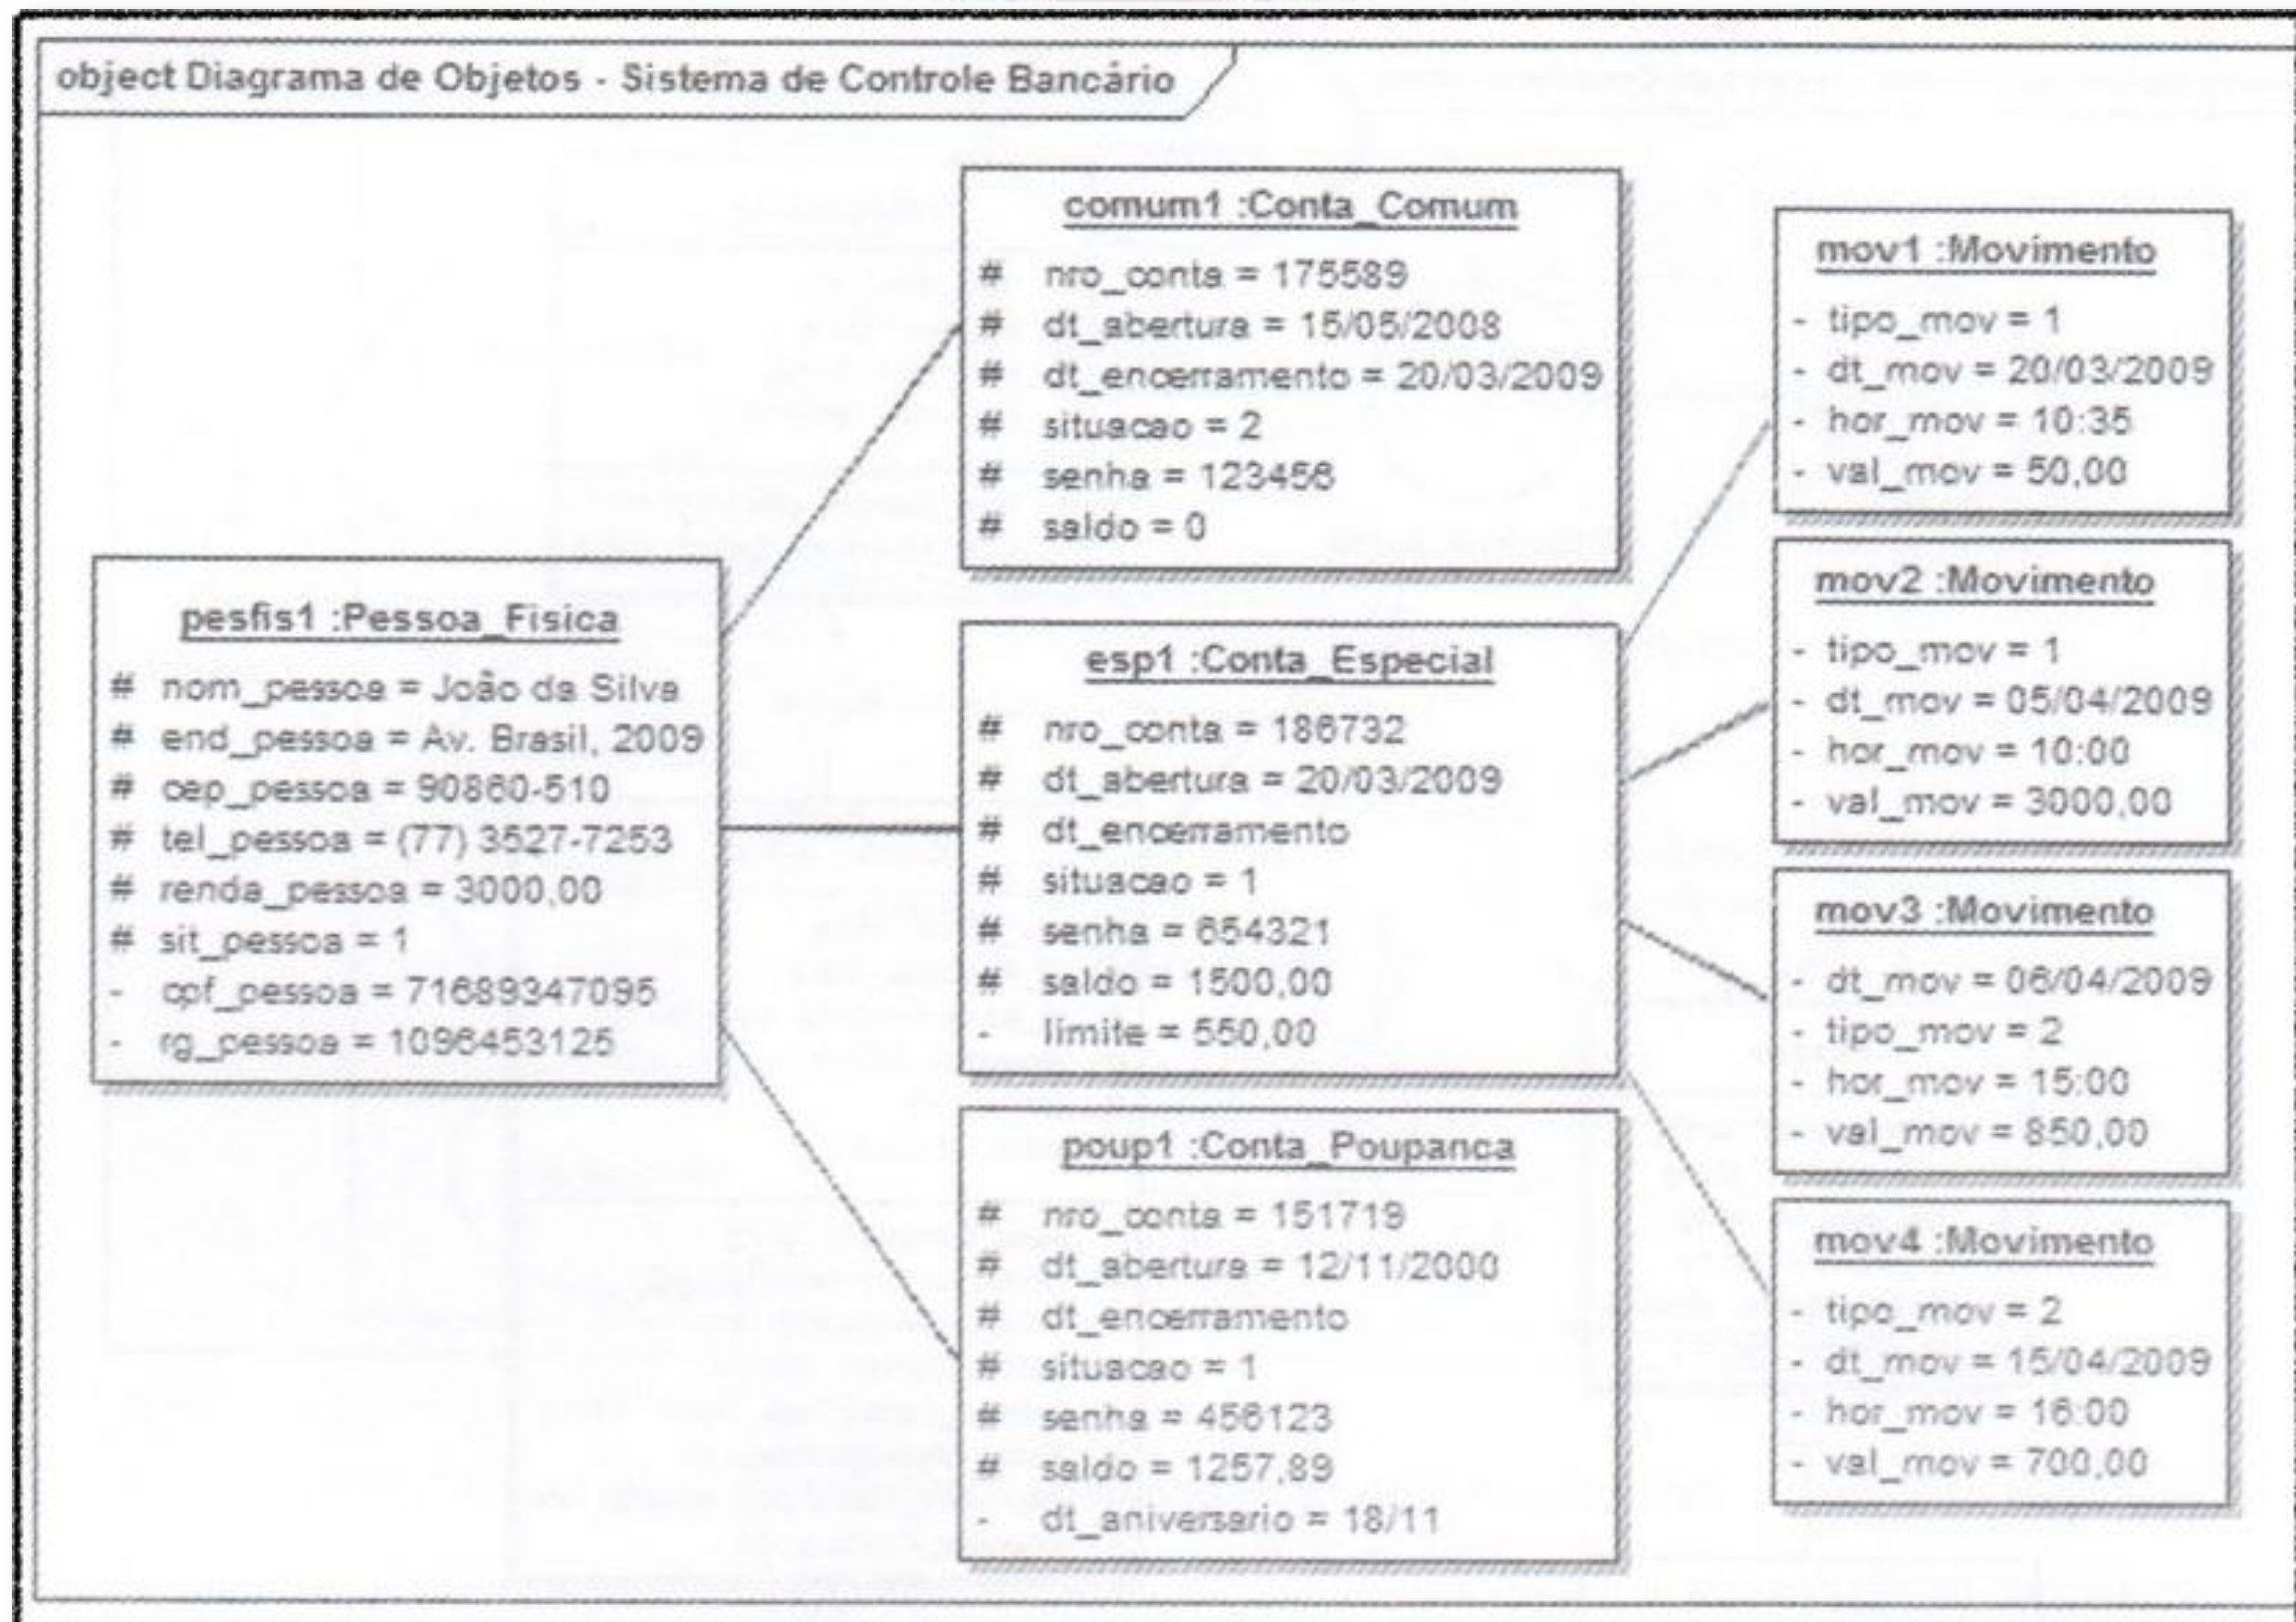 object Diagrama de Objetos - Sistema de Controle Bancário
pesfis1 :Pessoa_Fisica
# nom_pessoa = João da Silva
# end_pessoa = Av. Brasil, 2009
# cep_pessoa = 90860-510
# tel_pessoa = (77) 3527-7253
# renda_pessoa = 3000,00
# sit_pessoa = 1
- cpf_pessoa = 71689347095
- rg_pessoa = 1096453125
comum1 :Conta_Comum
# nro_conta = 175589
# dt_abertura = 15/05/2008
# dt_encerramento = 20/03/2009
# situacao = 2
# senha = 123456
# saldo = 0
esp1 :Conta_Especial
# nro_conta = 186732
# dt_abertura = 20/03/2009
# dt_encerramento
# situacao = 1
# senha = 654321
# saldo = 1500,00
- limite = 550,00
poup1 :Conta_Poupanca
# nro_conta = 151719
# dt_abertura = 12/11/2000
# dt_encerramento
# situacao = 1
# senha = 456123
# saldo = 1257,89
- dt_aniversario = 18/11
mov1 :Movimento
- tipo_mov = 1
- dt_mov = 20/03/2009
- hor_mov = 10:35
- val_mov = 50,00
mov2 :Movimento
- tipo_mov = 1
- dt_mov = 05/04/2009
- hor_mov = 10:00
- val_mov = 3000,00
mov3 :Movimento
- dt_mov = 06/04/2009
- tipo_mov = 2
- hor_mov = 15:00
- val_mov = 850,00
mov4 :Movimento
- tipo_mov = 2
- dt_mov = 15/04/2009
- hor_mov = 16:00
- val_mov = 700,00